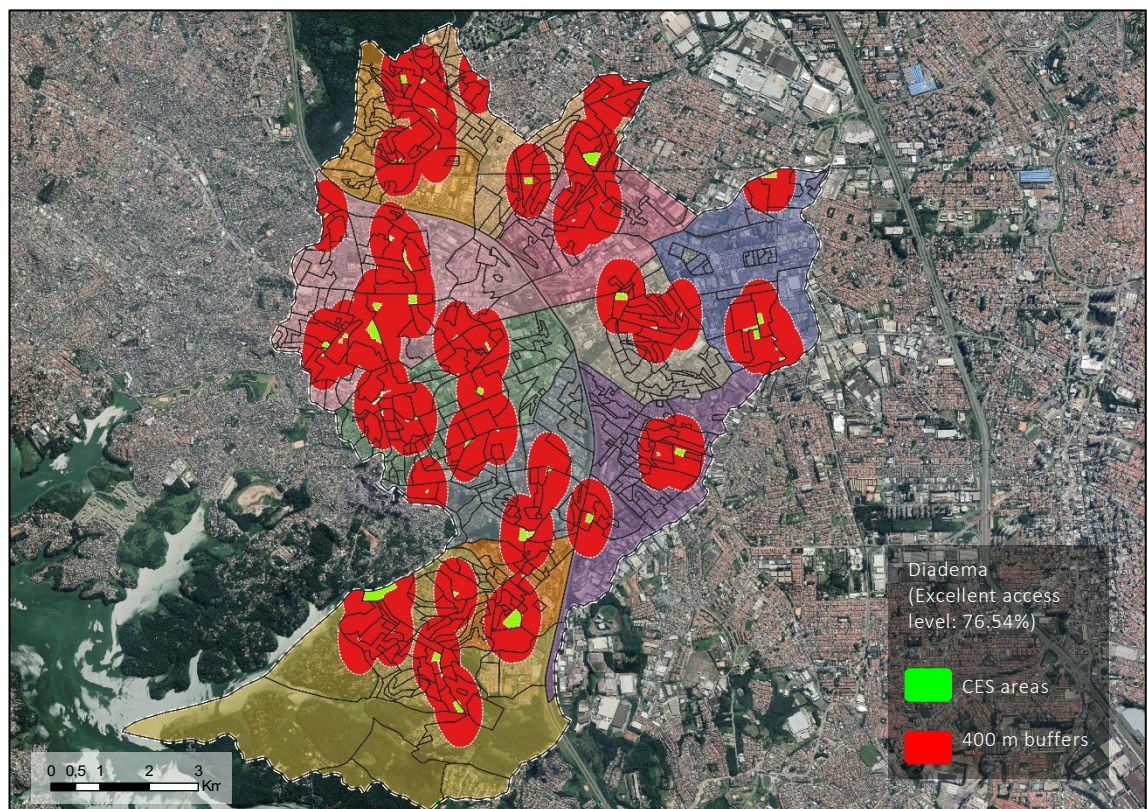 Diadema
(Excellent access
level: 76.54%)
CES areas
400 m buffers
0 0,5 1 2 3
Km